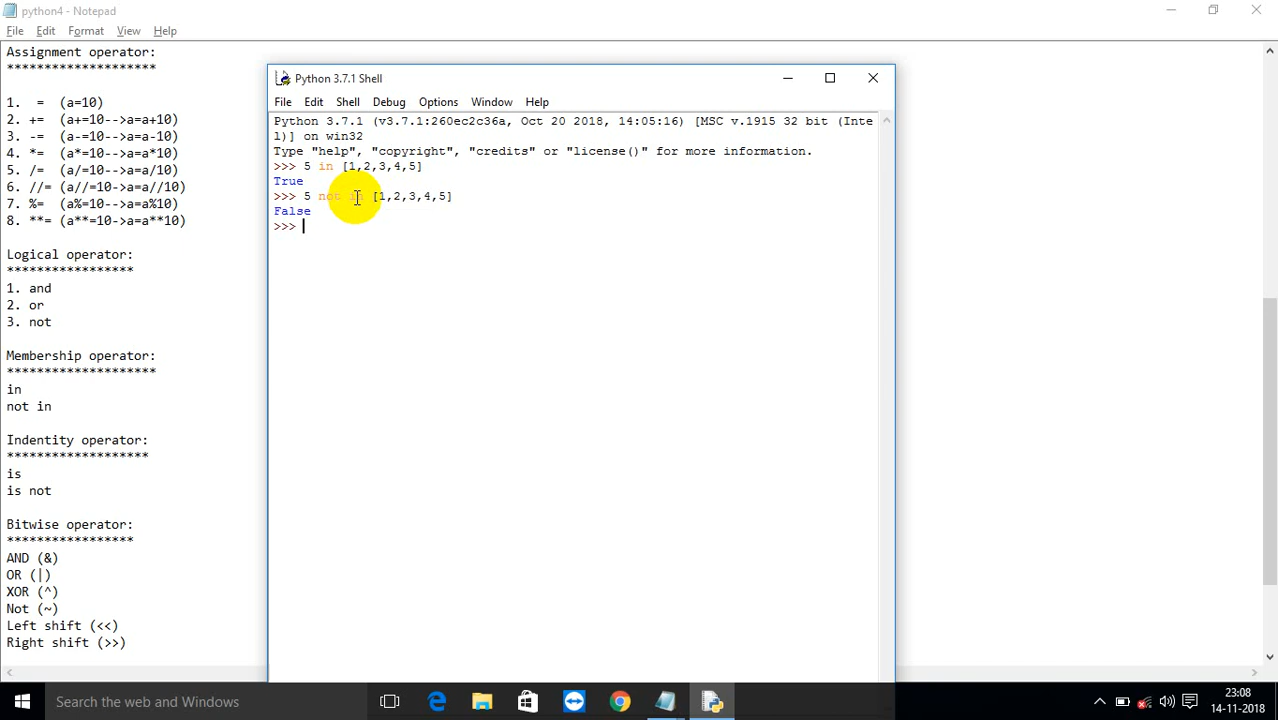 python4 - Notepad
File Edit Format View Help
Assignment operator:
********************
1. = (a=10)
2. += (a+=10-->a=a+10)
3. -= (a-=10-->a=a-10)
4. *= (a*=10-->a=a*10)
5. /= (a/=10-->a=a/10)
6. //= (a//=10-->a=a//10)
7. %= (a%=10-->a=a%10)
8. **= (a**=10-->a=a**10)
Logical operator:
*****************
1. and
2. or
3. not
Membership operator:
********************
in
not in
Indentity operator:
*******************
is
is not
Bitwise operator:
*****************
AND (&)
OR (|)
XOR (^)
Not (~)
Left shift (<<)
Right shift (>>)
Python 3.7.1 Shell
File Edit Shell Debug Options Window Help
Python 3.7.1 (v3.7.1:260ec2c36a, Oct 20 2018, 14:05:16) [MSC v.1915 32 bit (Inte
l)] on win32
Type "help", "copyright", "credits" or "license()" for more information.
>>> 5 in [1,2,3,4,5]
True
>>> 5 not in [1,2,3,4,5]
False
>>>
Search the web and Windows
23:08
14-11-2018